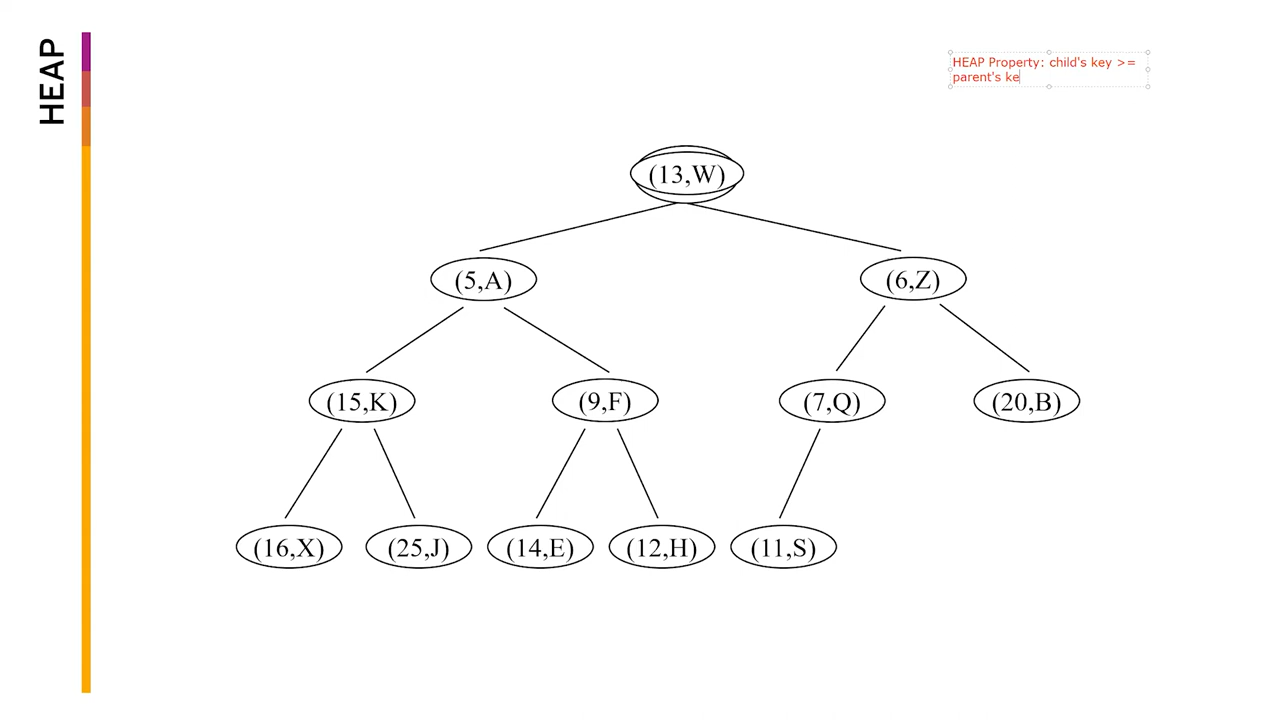 HEAP
HEAP Property: child's key >=
parent's ke
(13,W)
(5,A)
(6,Z)
(15,K)
(9,F)
(7,Q)
(20,B)
(16,X)
(25,J)
(14,E)
(12,H)
(11,S)